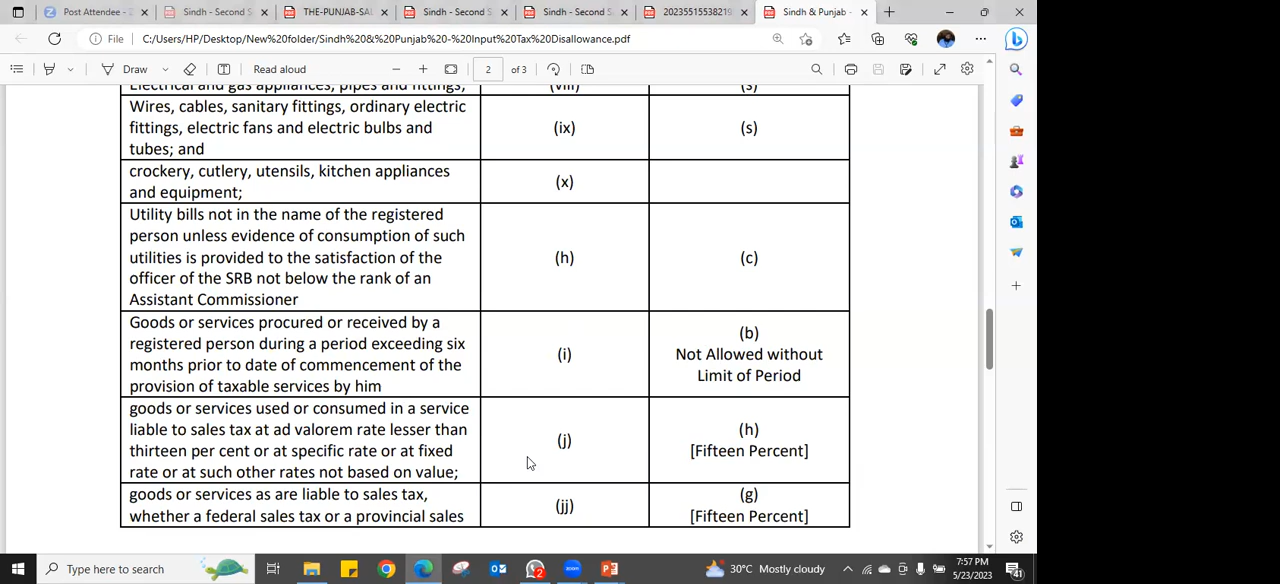 Post Attendee - Z
Sindh - Second S
THE-PUNJAB-SAL
Sindh - Second S
Sindh - Second S
20235515538219
Sindh & Punjab -
File
C:/Users/HP/Desktop/New%20folder/Sindh%20&%20Punjab%20-%20Input%20Tax%20Disallowance.pdf
Draw
Read aloud
2
of 3
Electrical and gas appliances, pipes and fittings;
(viii)
(s)
Wires, cables, sanitary fittings, ordinary electric
fittings, electric fans and electric bulbs and
tubes; and
(ix)
(s)
crockery, cutlery, utensils, kitchen appliances
and equipment;
(x)
Utility bills not in the name of the registered
person unless evidence of consumption of such
utilities is provided to the satisfaction of the
officer of the SRB not below the rank of an
Assistant Commissioner
(h)
(c)
Goods or services procured or received by a
registered person during a period exceeding six
months prior to date of commencement of the
provision of taxable services by him
(i)
(b)
Not Allowed without
Limit of Period
goods or services used or consumed in a service
liable to sales tax at ad valorem rate lesser than
thirteen per cent or at specific rate or at fixed
rate or at such other rates not based on value;
(j)
(h)
[Fifteen Percent]
goods or services as are liable to sales tax,
whether a federal sales tax or a provincial sales
(jj)
(g)
[Fifteen Percent]
Type here to search
2
zoom
30°C Mostly cloudy
7:57 PM
5/23/2023
41